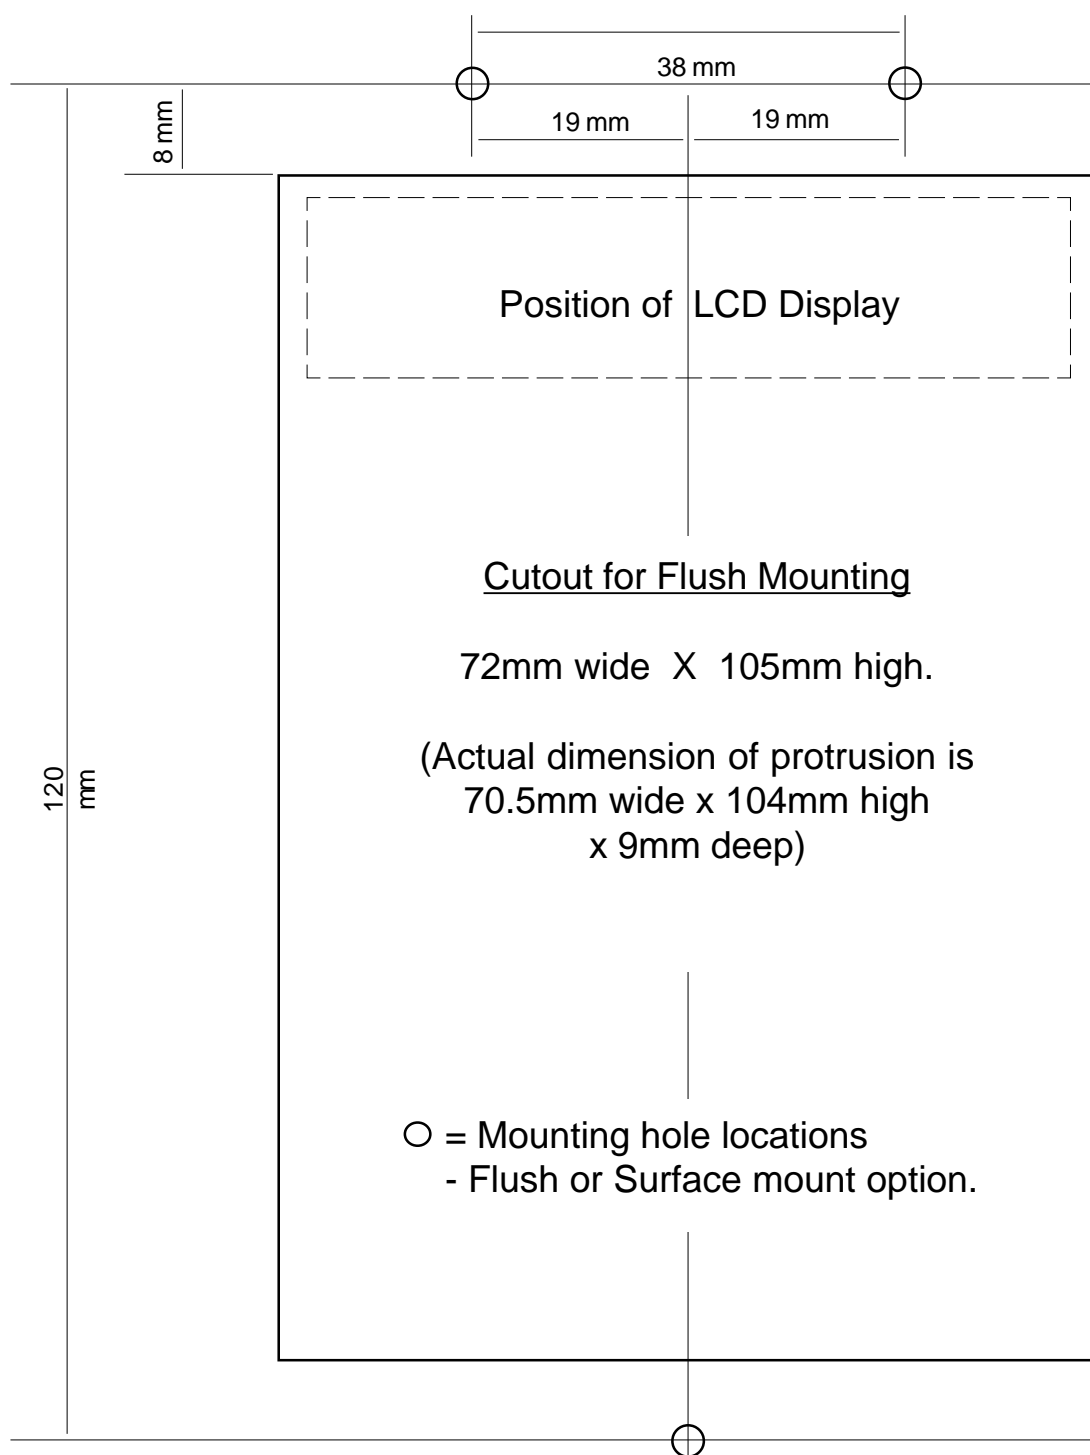 38 mm
19 mm
19 mm
8 mm
Position of LCD Display
Cutout for Flush Mounting
72mm wide X 105mm high.
(Actual dimension of protrusion is
70.5mm wide x 104mm high
x 9mm deep)
120
mm
= Mounting hole locations
- Flush or Surface mount option.